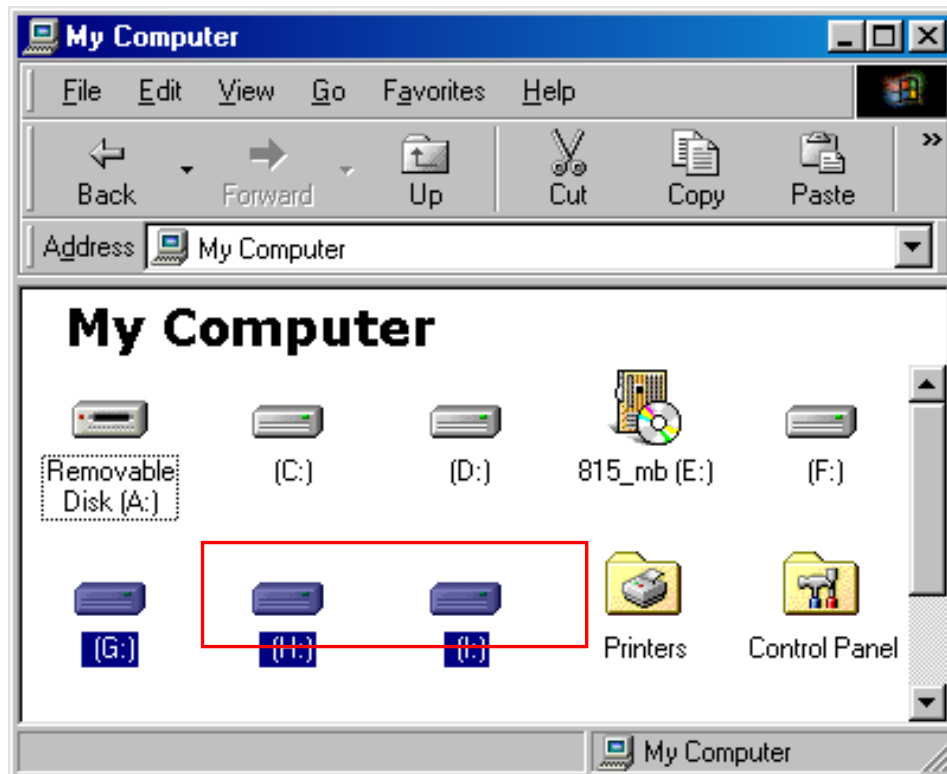 My Computer
File Edit View Go Favorites Help
Back Forward Up Cut Copy Paste »
Address My Computer
My Computer
Removable Disk (A:)
(C:)
(D:)
815_mb (E:)
(F:)
(G:)
(H:)
(I:)
Printers
Control Panel
My Computer